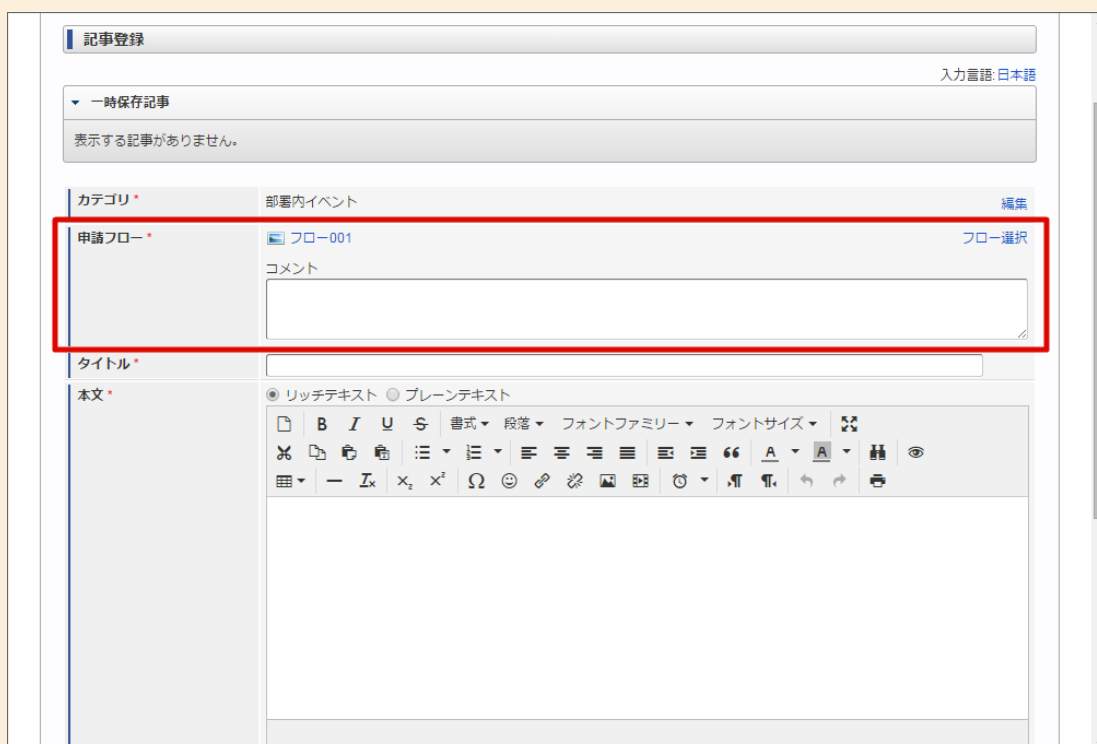 記事登録
入力言語:日本語
一時保存記事
表示する記事がありません。
カテゴリ* 部署内イベント 編集
申請フロー* フロー001 フロー選択
コメント
タイトル*
本文* リッチテキスト プレーンテキスト
B I U S 書式 段落 フォントファミリー フォントサイズ
A A
Ix X₂ X² Ω